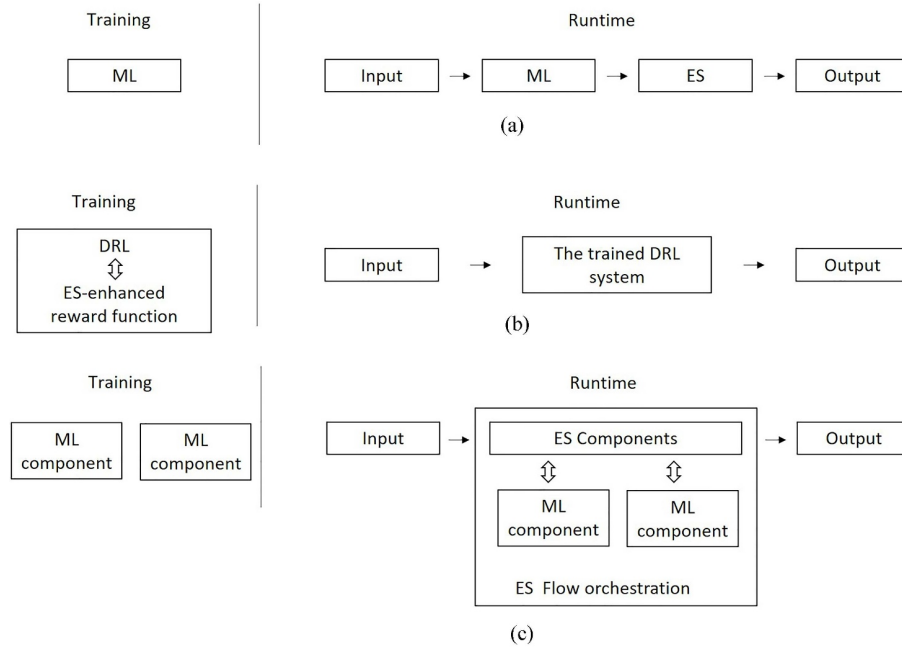 Training
Runtime
ML
Input
ML
ES
Output
(a)
Training
Runtime
DRL
ES-enhanced
reward function
Input
The trained DRL
system
Output
(b)
Training
Runtime
ML
component
ML
component
Input
ES Components
ML
component
ML
component
ES Flow orchestration
Output
(c)